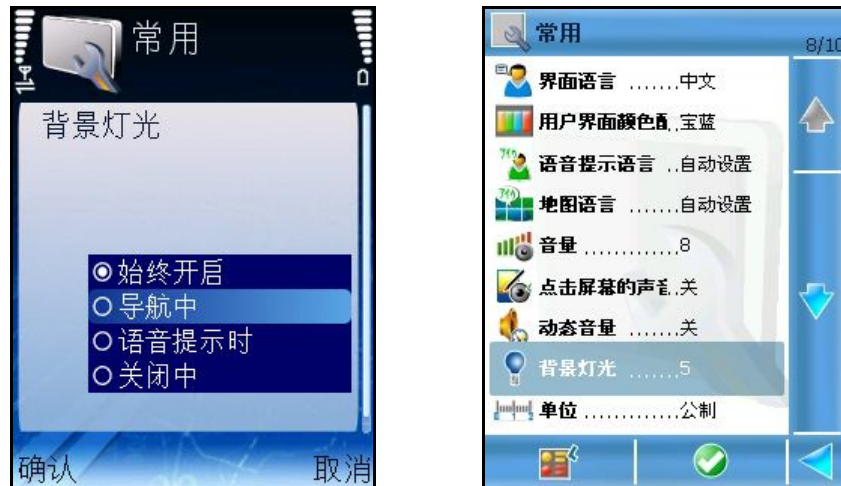 常用
背景灯光
始终开启
导航中
语音提示时
关闭中
确认 取消
常用 8/10
界面语言 .......中文
用户界面颜色配..宝蓝
语音提示语言 ..自动设置
地图语言 .......自动设置
音量 .............8
点击屏幕的声音..关
动态音量 .......关
背景灯光 .......5
单位 .............公制